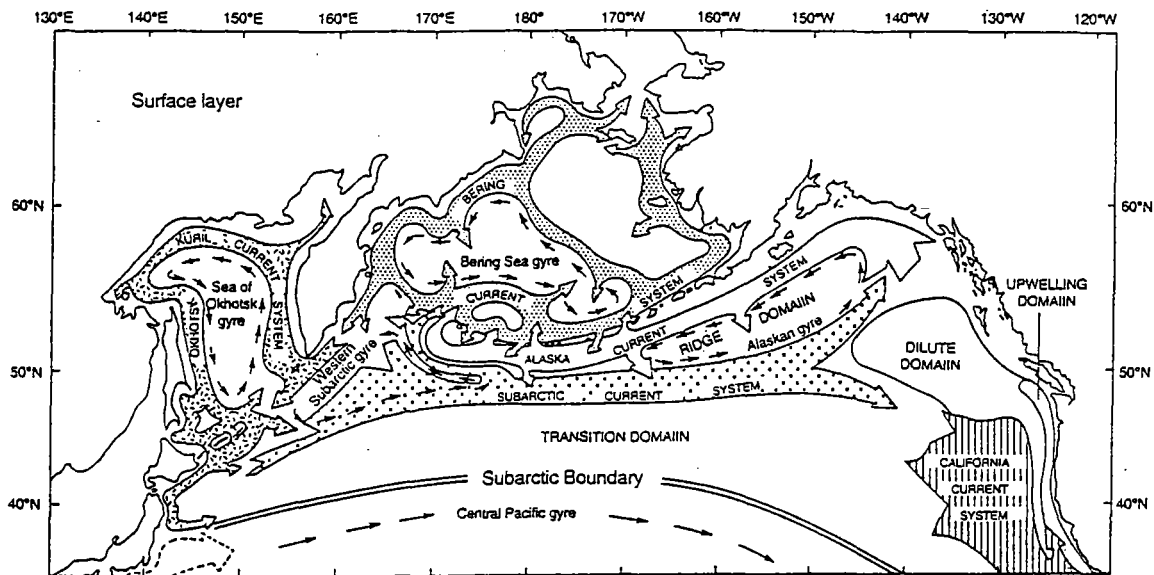 130°E 140°E 150°E 160°E 170°E 180° 170°W 160°W 150°W 140°W 130°W 120°W
Surface layer
60°N
60°N
BERING
KURIL CURRENT SYSTEM
Sea of
Okhotsk
gyre
Bering Sea gyre
CURRENT
SYSTEM
UPWELLING
DOMAIIN
OYKISKO
Western
Subarctic gyre
ALASKA CURRENT SYSTEM
RIDGE DOMAIIN
Alaskan gyre
DILUTE
DOMAIIN
50°N
50°N
SUBARCTIC CURRENT SYSTEM
TRANSITION DOMAIIN
CALIFORNIA
CURRENT
SYSTEM
Subarctic Boundary
40°N
40°N
Central Pacific gyre